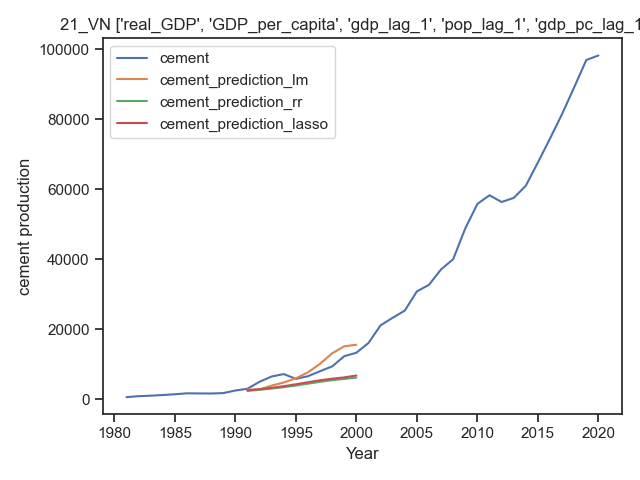 21_VN ['real_GDP', 'GDP_per_capita', 'gdp_lag_1', 'pop_lag_1', 'gdp_pc_lag_1
100000
80000
60000
40000
20000
0
cement production
cement
cement_prediction_lm
cement_prediction_rr
cement_prediction_lasso
1980 1985 1990 1995 2000 2005 2010 2015 2020
Year